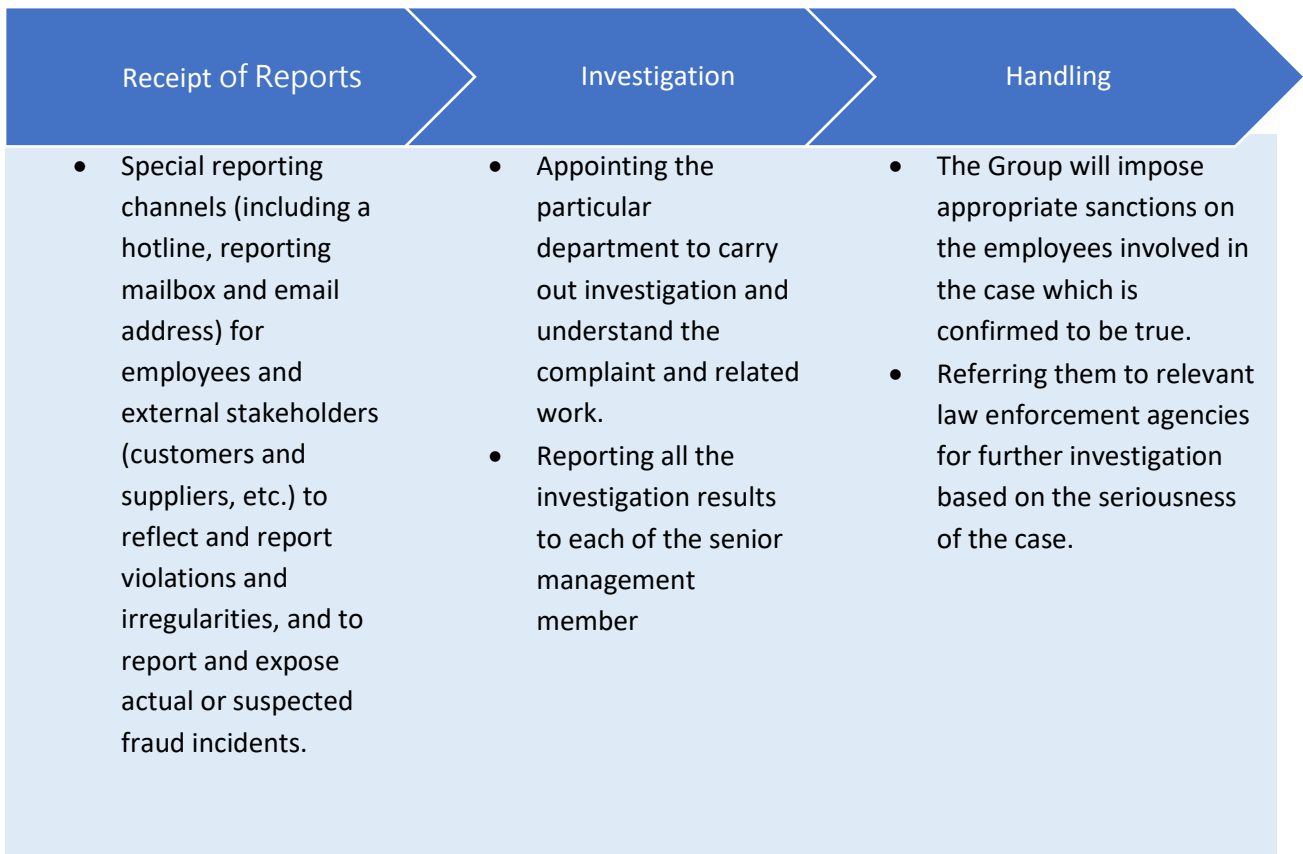 Receipt of Reports
Investigation
Handling
• Special reporting
channels (including a
hotline, reporting
mailbox and email
address) for
employees and
external stakeholders
(customers and
suppliers, etc.) to
reflect and report
violations and
irregularities, and to
report and expose
actual or suspected
fraud incidents.
• Appointing the
particular
department to carry
out investigation and
understand the
complaint and related
work.
• Reporting all the
investigation results
to each of the senior
management
member
• The Group will impose
appropriate sanctions on
the employees involved in
the case which is
confirmed to be true.
• Referring them to relevant
law enforcement agencies
for further investigation
based on the seriousness
of the case.